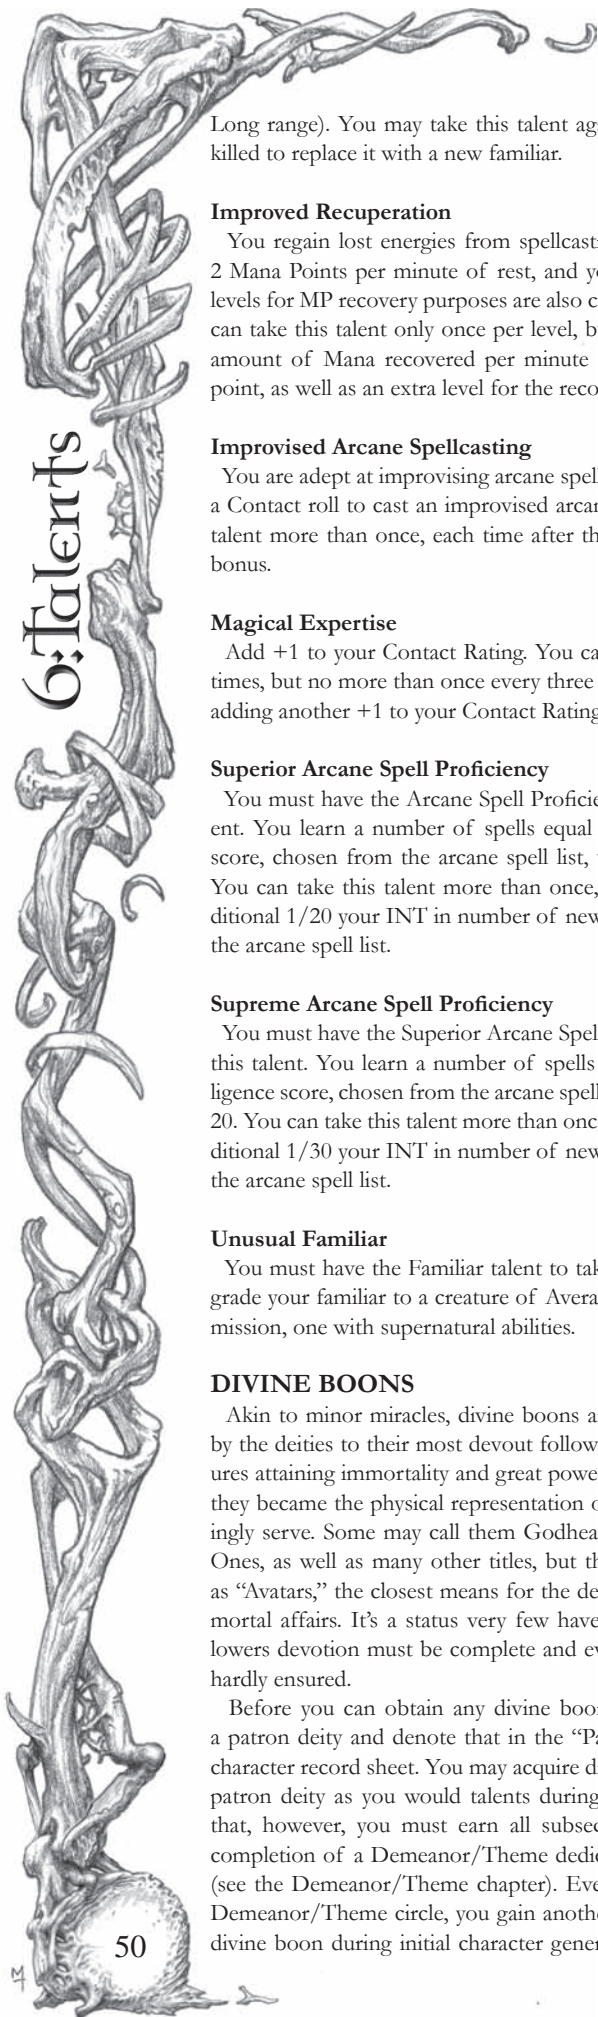 6:Talents
Long range). You may take this talent aga
killed to replace it with a new familiar.
Improved Recuperation
You regain lost energies from spellcasti
2 Mana Points per minute of rest, and yo
levels for MP recovery purposes are also c
can take this talent only once per level, bu
amount of Mana recovered per minute
point, as well as an extra level for the reco
Improvised Arcane Spellcasting
You are adept at improvising arcane spell
a Contact roll to cast an improvised arcan
talent more than once, each time after th
bonus.
Magical Expertise
Add +1 to your Contact Rating. You ca
times, but no more than once every three
adding another +1 to your Contact Rating
Superior Arcane Spell Proficiency
You must have the Arcane Spell Proficie
ent. You learn a number of spells equal
score, chosen from the arcane spell list,
You can take this talent more than once,
ditional 1/20 your INT in number of new
the arcane spell list.
Supreme Arcane Spell Proficiency
You must have the Superior Arcane Spel
this talent. You learn a number of spells
ligence score, chosen from the arcane spell
20. You can take this talent more than onc
ditional 1/30 your INT in number of new
the arcane spell list.
Unusual Familiar
You must have the Familiar talent to tak
grade your familiar to a creature of Avera
mission, one with supernatural abilities.
DIVINE BOONS
Akin to minor miracles, divine boons a
by the deities to their most devout follow
ures attaining immortality and great powe
they became the physical representation o
ingly serve. Some may call them Godhea
Ones, as well as many other titles, but th
as “Avatars,” the closest means for the de
mortal affairs. It’s a status very few have
lowers devotion must be complete and ev
hardly ensured.
Before you can obtain any divine boon
a patron deity and denote that in the “Pa
character record sheet. You may acquire d
patron deity as you would talents during
that, however, you must earn all subsec
completion of a Demeanor/Theme dedic
(see the Demeanor/Theme chapter). Eve
Demeanor/Theme circle, you gain anothe
divine boon during initial character gener
50